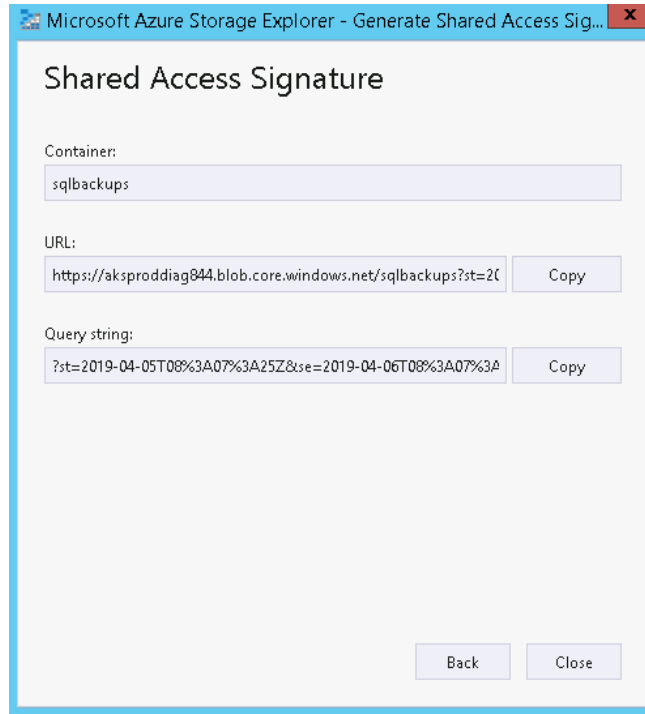 Microsoft Azure Storage Explorer - Generate Shared Access Sig... x
Shared Access Signature
Container:
sqlbackups
URL:
https://aksproddiag844.blob.core.windows.net/sqlbackups?st=20 Copy
Query string:
?st=2019-04-05T08%3A07%3A25Z&se=2019-04-06T08%3A07%3A Copy
Back Close